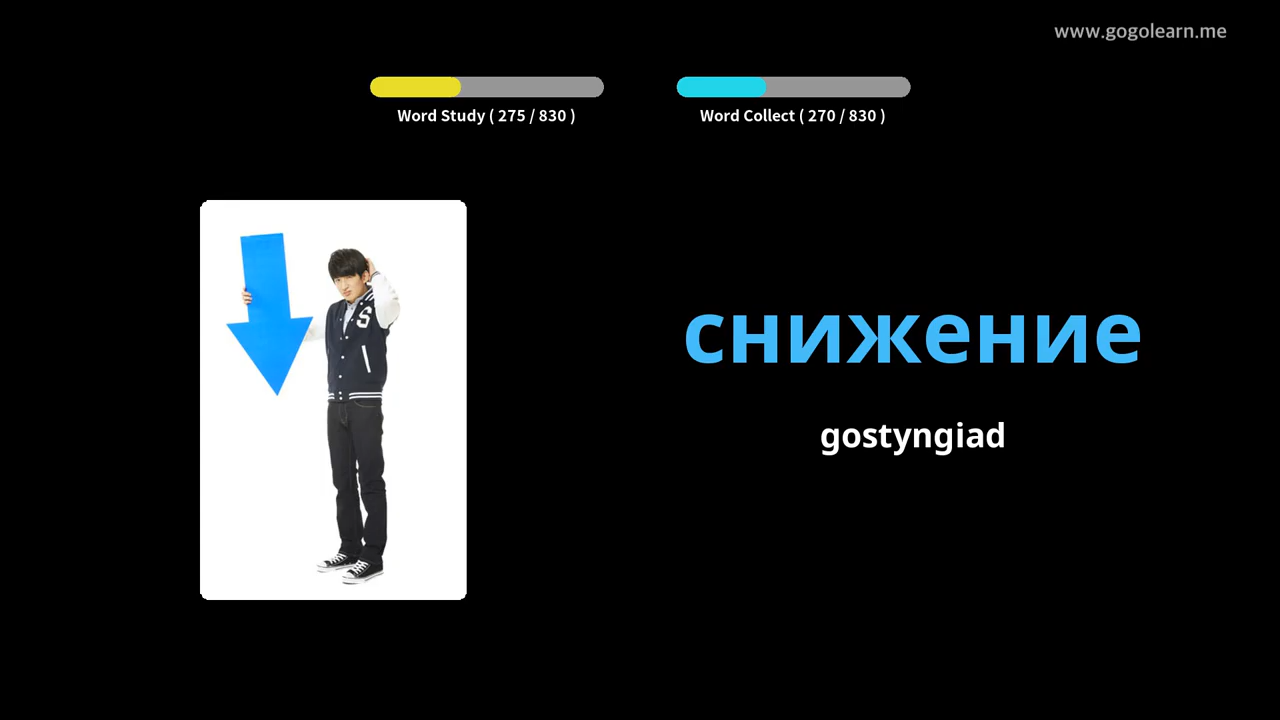 www.gogolearn.me
Word Study ( 275 / 830 )
Word Collect ( 270 / 830 )
S
снижение
gostyngiad